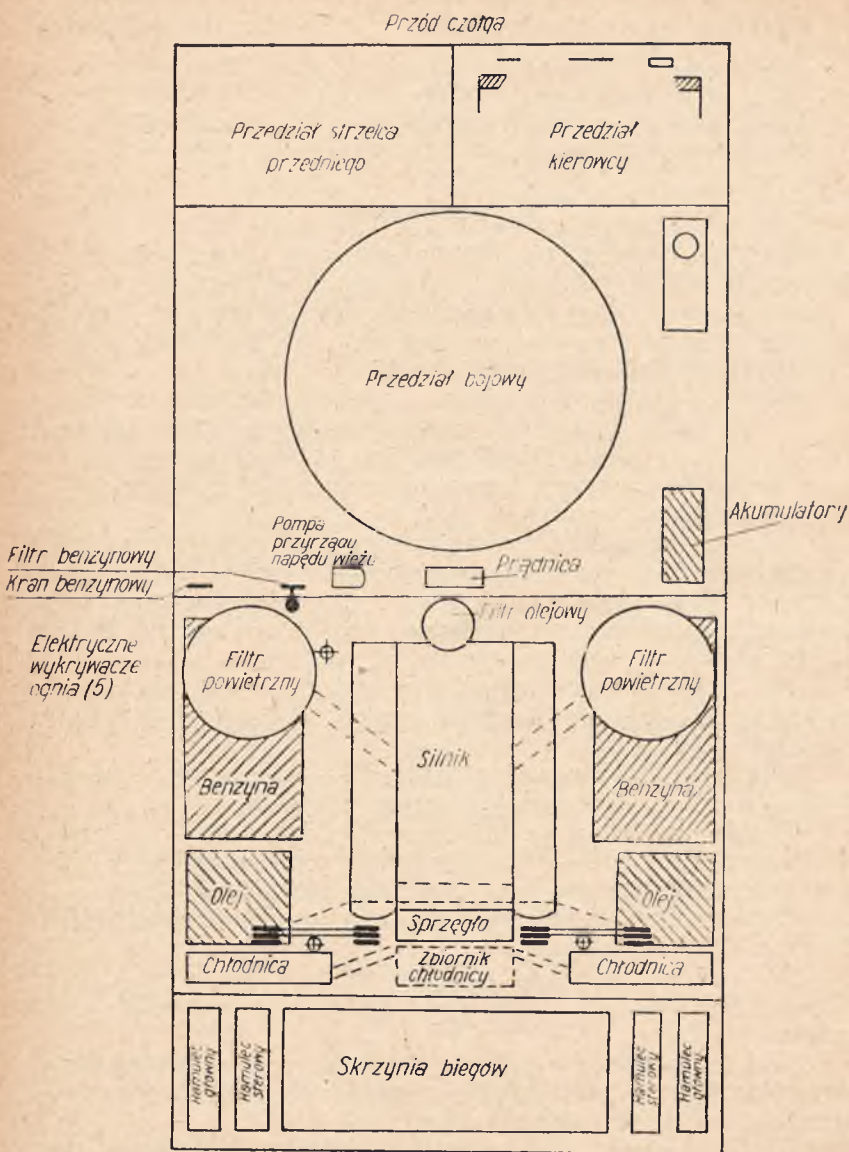 Przód czołga
Przedział strzelca
przedniego
Przedział
kierowcy
Przedział bojowy
Akumulatory
Pompa
przyrządu
napędu wieży
Prądnica
Filtr benzynowy
Kran benzynowy
Filtr olejowy
Elektryczne
wykrywacze
ognia (5)
Filtr
powietrzny
Filtr
powietrzny
Silnik
Benzyna
Benzyna
Olej
Olej
Sprzęgło
Chłodnica
Zbiornik
chłodnicy
Chłodnica
Hamulec
główny
Hamulec
sterowy
Skrzynia biegów
Hamulec
sterowy
Hamulec
główny